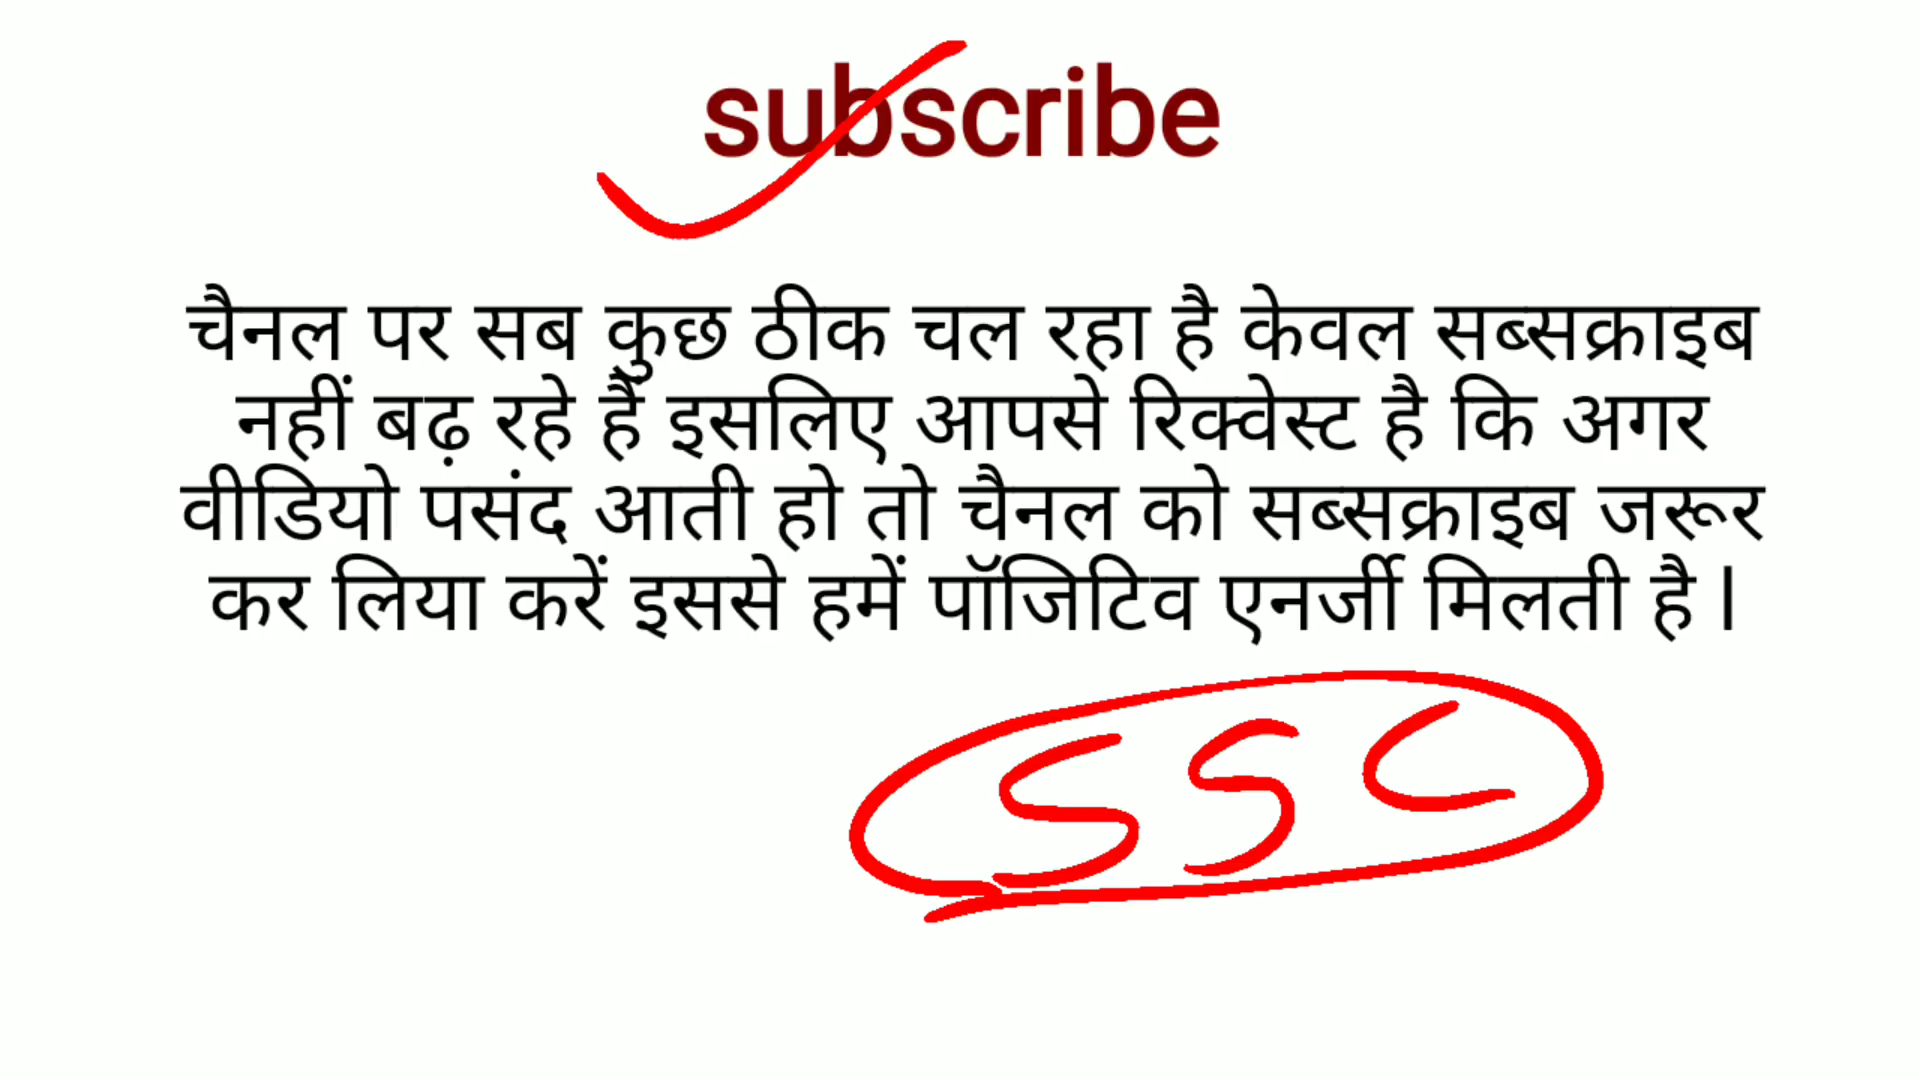 subscribe
चैनल पर सब कुछ ठीक चल रहा है केवल सब्सक्राइब
नहीं बढ़ रहे हैं इसलिए आपसे रिक्वेस्ट है कि अगर
वीडियो पसंद आती हो तो चैनल को सब्सक्राइब जरूर
कर लिया करें इससे हमें पॉजिटिव एनर्जी मिलती है l
SSC